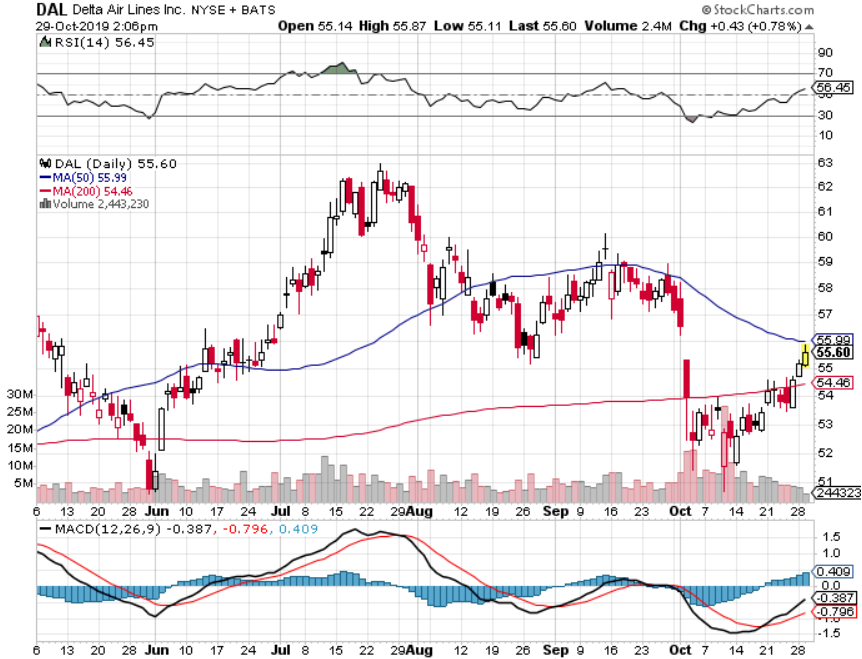 DAL Delta Air Lines Inc. NYSE + BATS © StockCharts.com
29-Oct-2019 2:06pm Open 55.14 High 55.87 Low 55.11 Last 55.60 Volume 2.4M Chg +0.43 (+0.78%)
RSI(14) 56.45
90
70
56.45
30
10
DAL (Daily) 55.60
MA(50) 55.99
MA(200) 54.46
Volume 2,443,230
63
62
61
60
59
58
57
55.99
55.60
55
54.46
54
53
52
51
244323
30M
25M
20M
15M
10M
5M
6 13 20 28 Jun 10 17 24 Jul 8 15 22 29 Aug 12 19 26 Sep 9 16 23 Oct 7 14 21 28
MACD(12,26,9) -0.387, -0.796, 0.409
1.5
1.0
0.409
0.0
-0.387
-0.796
-1.5
6 13 20 28 Jun 10 17 24 Jul 8 15 22 29 Aug 12 19 26 Sep 9 16 23 Oct 7 14 21 28